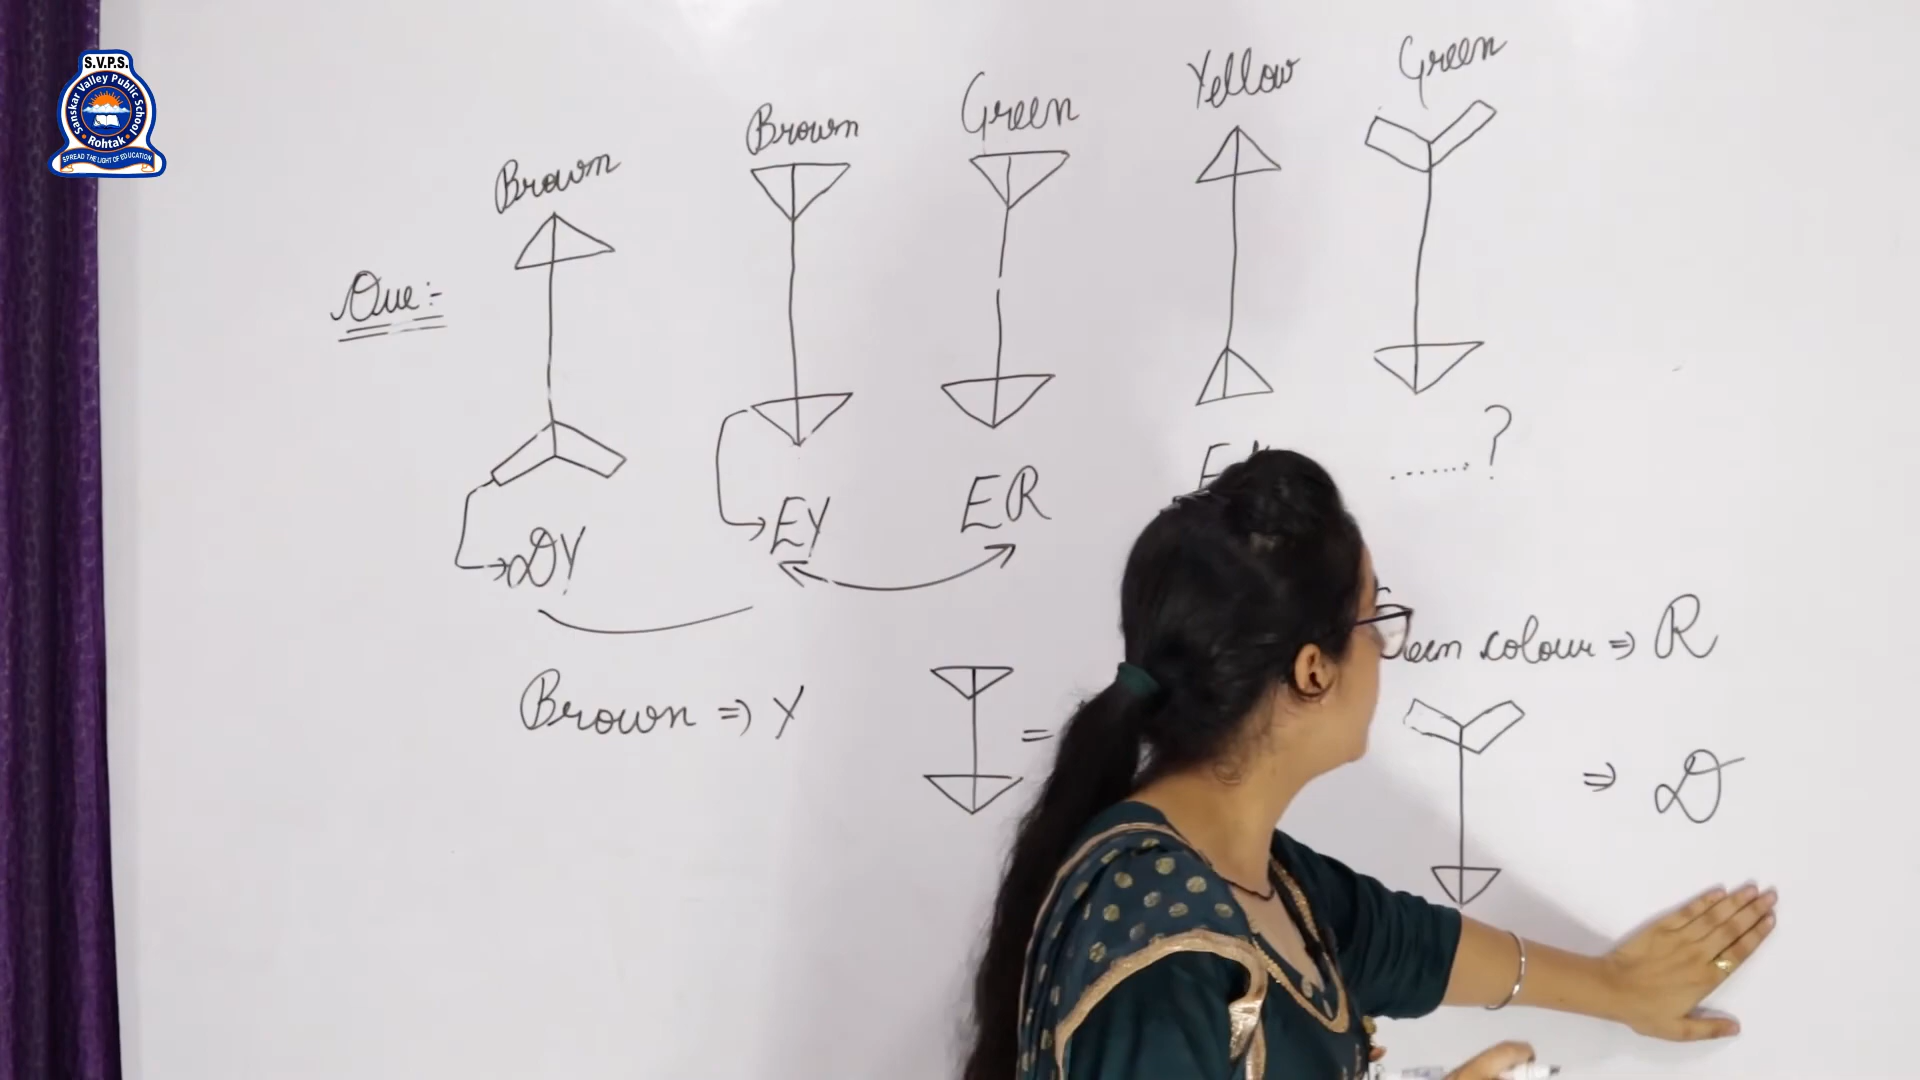 S.V.P.S.
Sanskar Valley Public School
Rohtak
SPREAD THE LIGHT OF EDUCATION
Brown Brown Green Yellow Green
Que:-
DY EY ER .......?
colour => R
Brown => Y
=
=> D